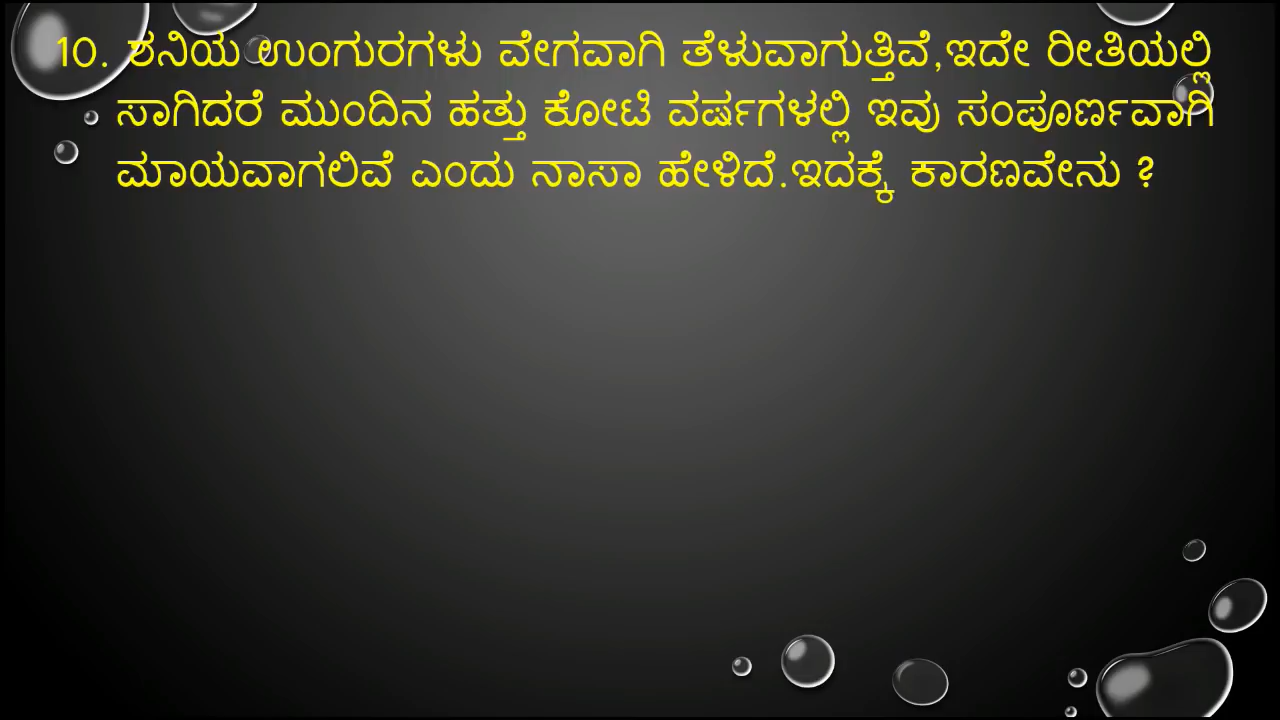 10. ಶನಿಯ ಉಂಗುರಗಳು ವೇಗವಾಗಿ ತೆಳುವಾಗುತ್ತಿವೆ,ಇದೇ ರೀತಿಯಲ್ಲಿ
ಸಾಗಿದರೆ ಮುಂದಿನ ಹತ್ತು ಕೋಟಿ ವರ್ಷಗಳಲ್ಲಿ ಇವು ಸಂಪೂರ್ಣವಾಗಿ
ಮಾಯವಾಗಲಿವೆ ಎಂದು ನಾಸಾ ಹೇಳಿದೆ.ಇದಕ್ಕೆ ಕಾರಣವೇನು ?